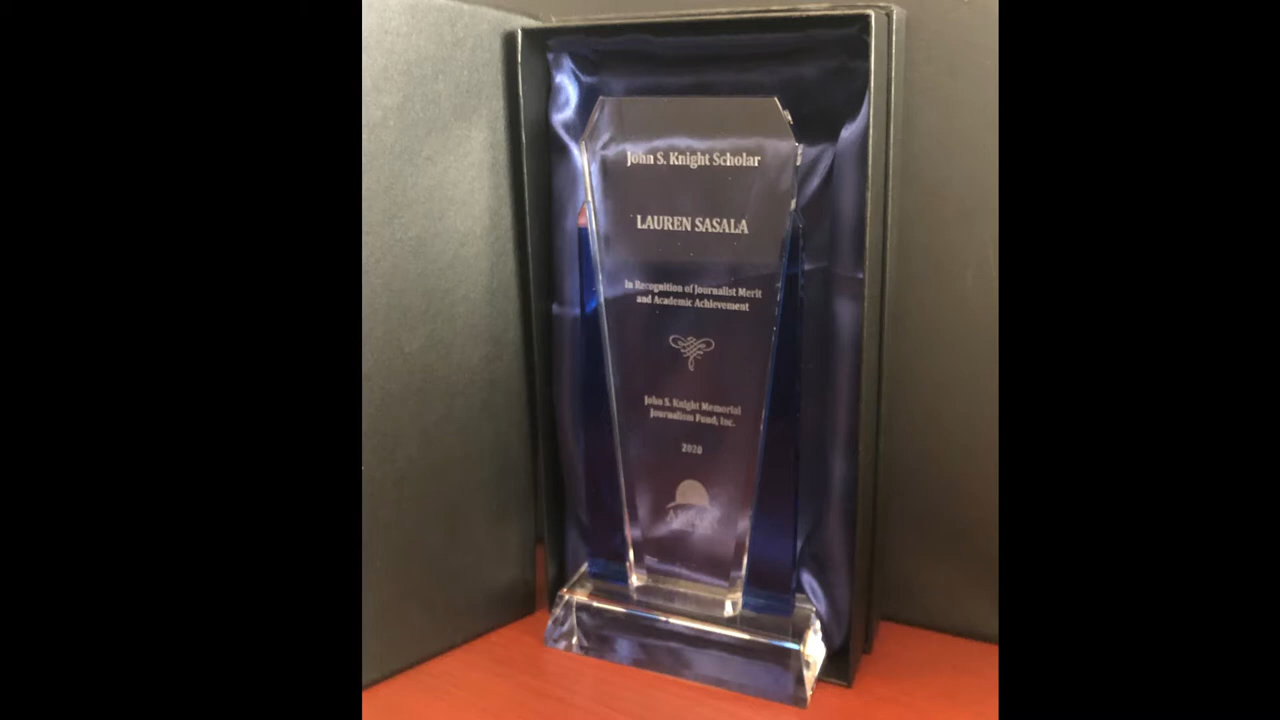 John S. Knight Scholar
LAUREN SASALA
In Recognition of Journalist Merit
and Academic Achievement
John S. Knight Memorial
Journalism Fund, Inc.
2020